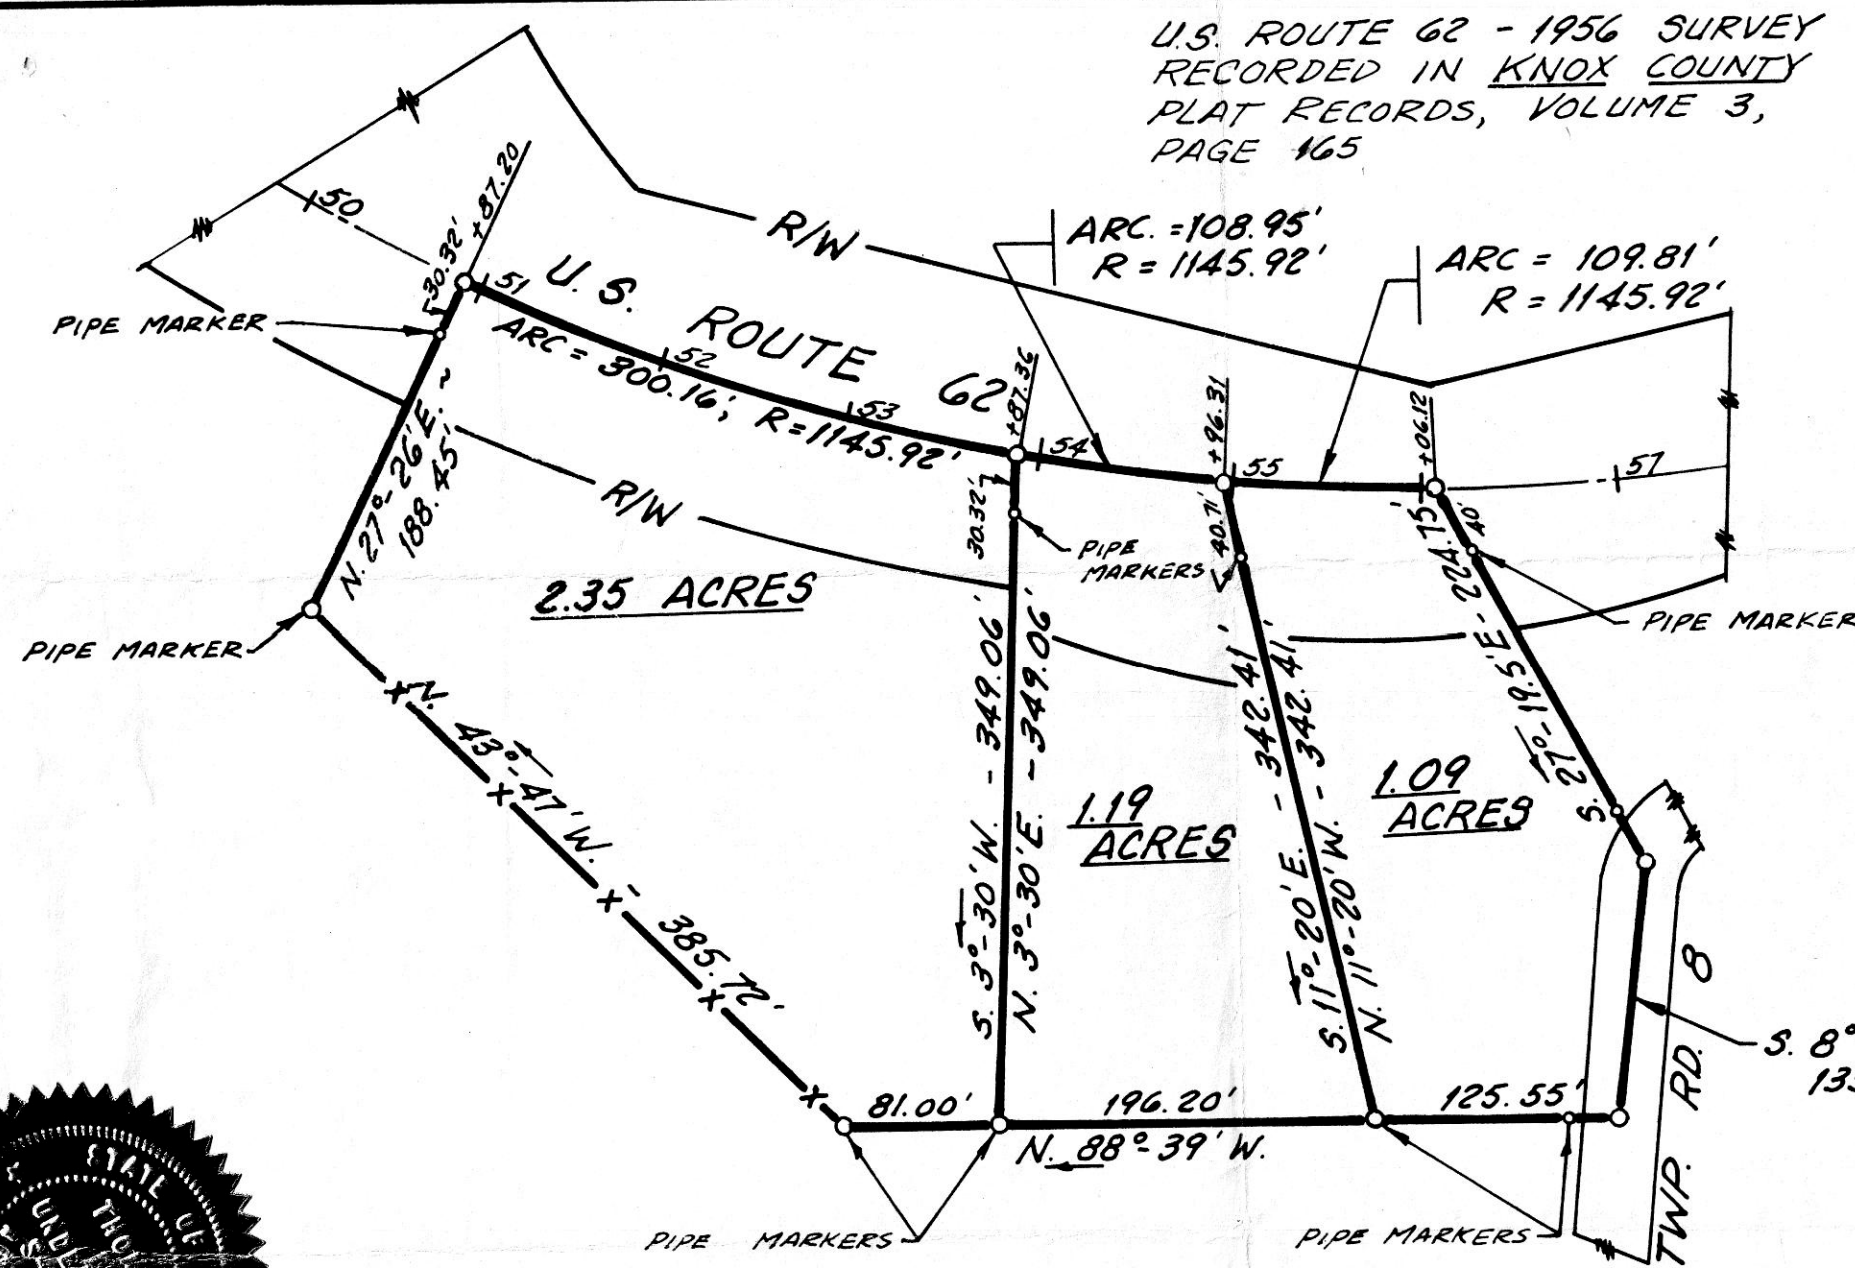 U.S. ROUTE 62 - 1956 SURVEY
RECORDED IN KNOX COUNTY
PLAT RECORDS, VOLUME 3,
PAGE 165
50
+87.20
30.32'
PIPE MARKER
51
U.S. ROUTE 62
R/W
ARC = 300.16', R = 1145.92'
52
53
+87.36
ARC. = 108.95'
R = 1145.92'
ARC = 109.81'
R = 1145.92'
54
+96.31
55
+06.12
57
N. 27°-26' E. ~
188.45'
R/W
30.32'
PIPE
MARKERS
40.71'
40'
PIPE MARKER
2.35 ACRES
PIPE MARKER
S. 3°-30' W. - 349.06'
N. 3°-30' E. - 349.06'
S. 11°-20' E. - 342.41'
N. 11°-20' W. - 342.41'
S. 27°-19.5' E - 224.75'
1.19
ACRES
1.09
ACRES
N. 43°-47' W. - 385.72'
81.00'
196.20'
125.55'
N. 88°-39' W.
S. 8°
TWP. RD. 8
PIPE MARKERS
PIPE MARKERS
STATE OF